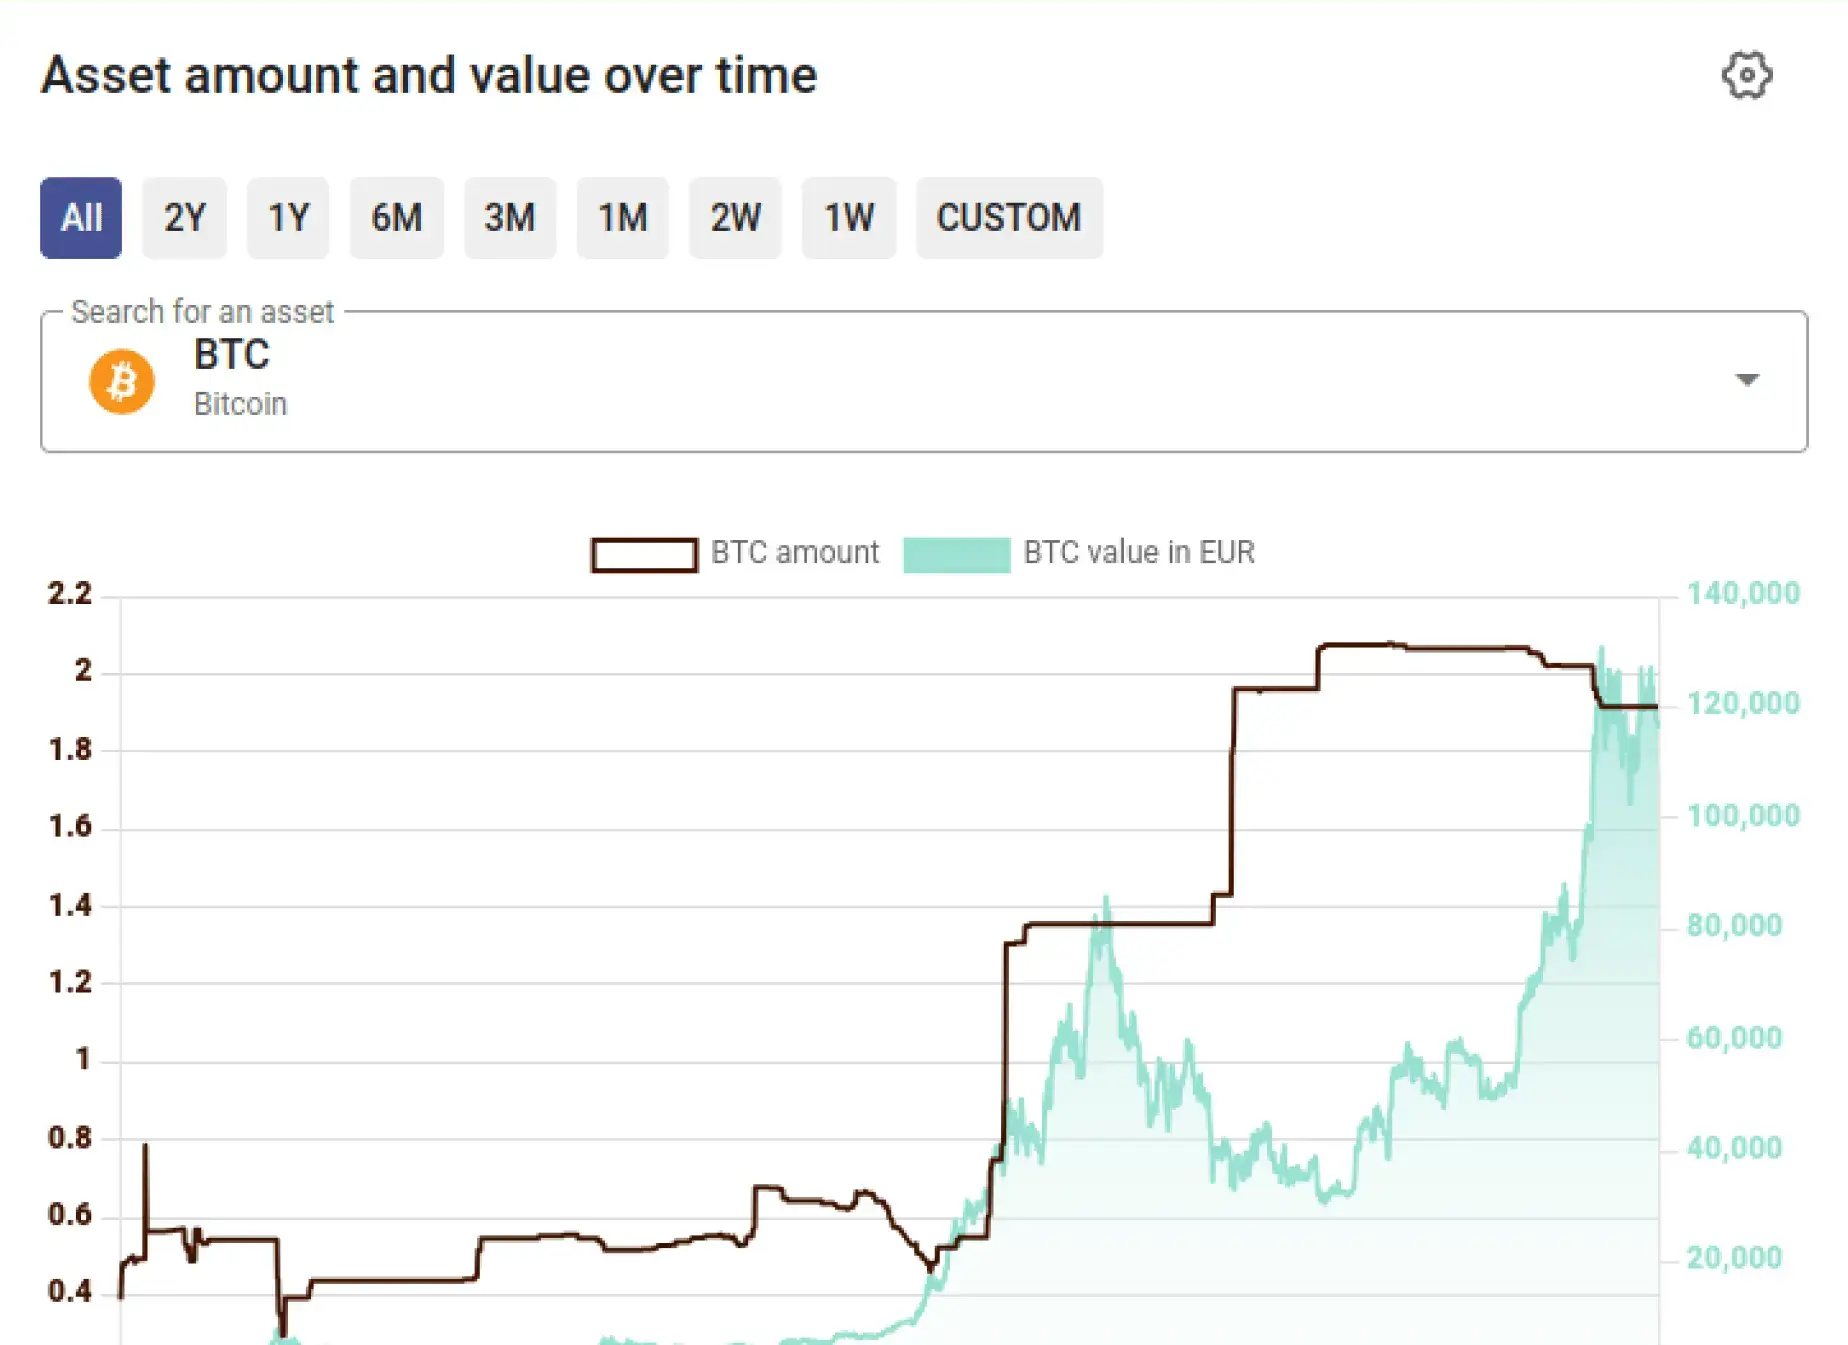 Asset amount and value over time
All 2Y 1Y 6M 3M 1M 2W 1W CUSTOM
Search for an asset
BTC
Bitcoin
BTC amount BTC value in EUR
2.2 140,000
2
120,000
1.8
1.6 100,000
1.4
80,000
1.2
1 60,000
0.8 40,000
0.6
20,000
0.4